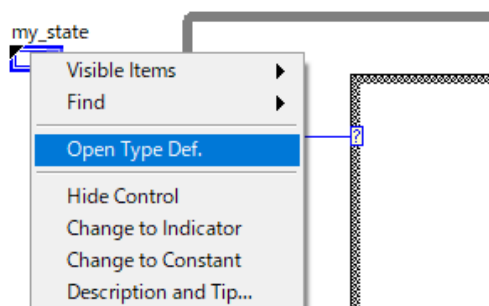 my_state
Visible Items
Find
Open Type Def.
?
Hide Control
Change to Indicator
Change to Constant
Description and Tip...